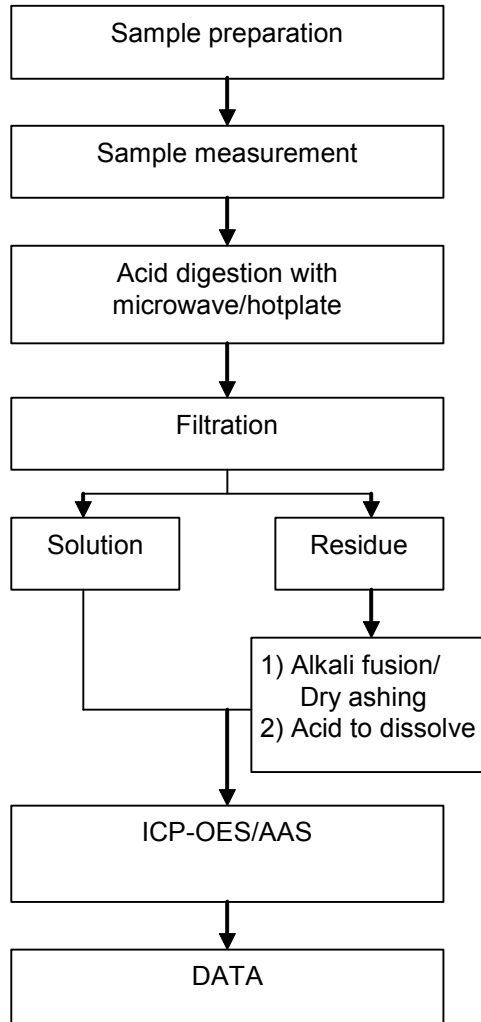 Sample preparation
Sample measurement
Acid digestion with
microwave/hotplate
Filtration
Solution
Residue
1) Alkali fusion/
Dry ashing
2) Acid to dissolve
ICP-OES/AAS
DATA